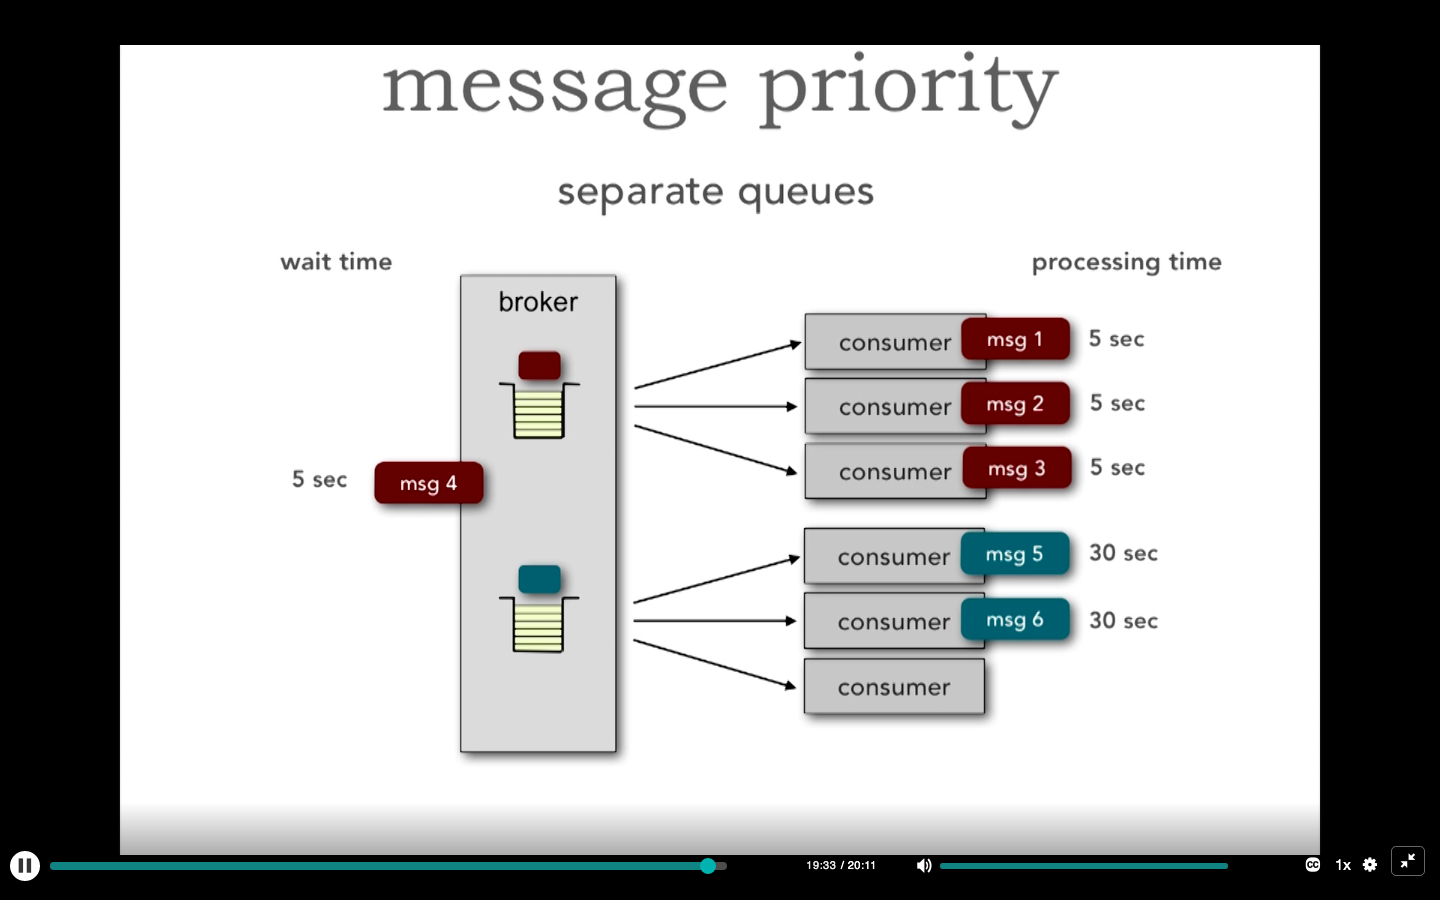 message priority
separate queues
wait time
processing time
broker
consumer msg 1 5 sec
consumer msg 2 5 sec
consumer msg 3 5 sec
5 sec msg 4
consumer msg 5 30 sec
consumer msg 6 30 sec
consumer
19:33 / 20:11
CC
1x